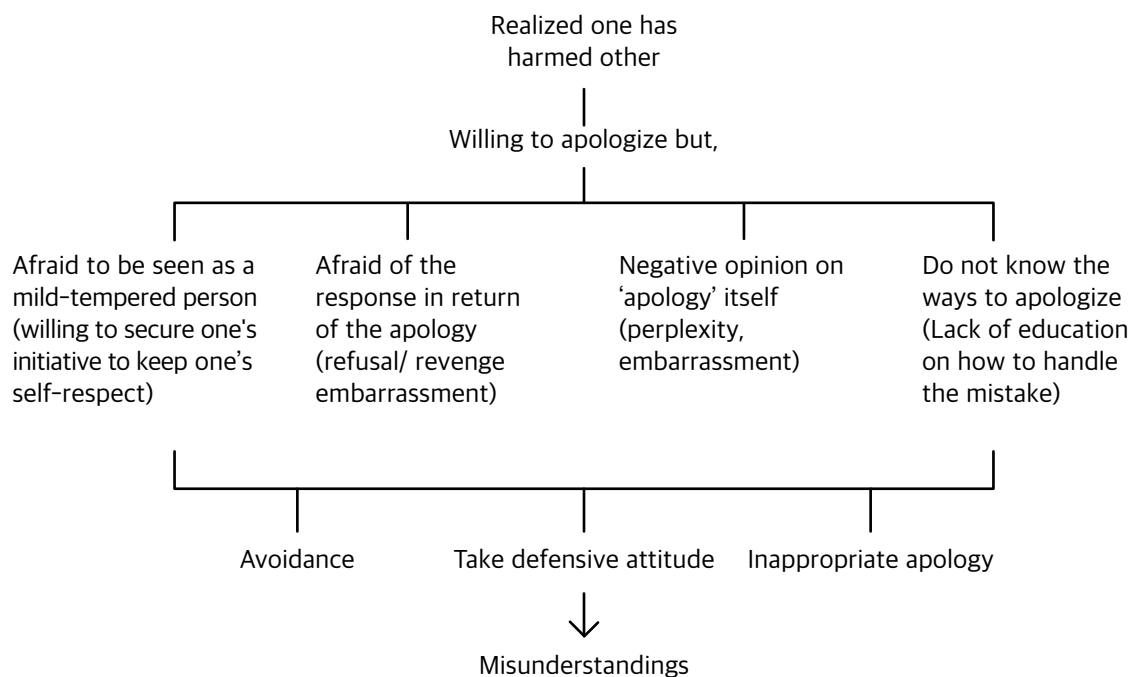 Realized one has
harmed other
Willing to apologize but,
Afraid to be seen as a
mild-tempered person
(willing to secure one's
initiative to keep one’s
self-respect)
Afraid of the
response in return
of the apology
(refusal/ revenge
embarrassment)
Negative opinion on
‘apology’ itself
(perplexity,
embarrassment)
Do not know the
ways to apologize
(Lack of education
on how to handle
the mistake)
Avoidance
Take defensive attitude
Inappropriate apology
Misunderstandings